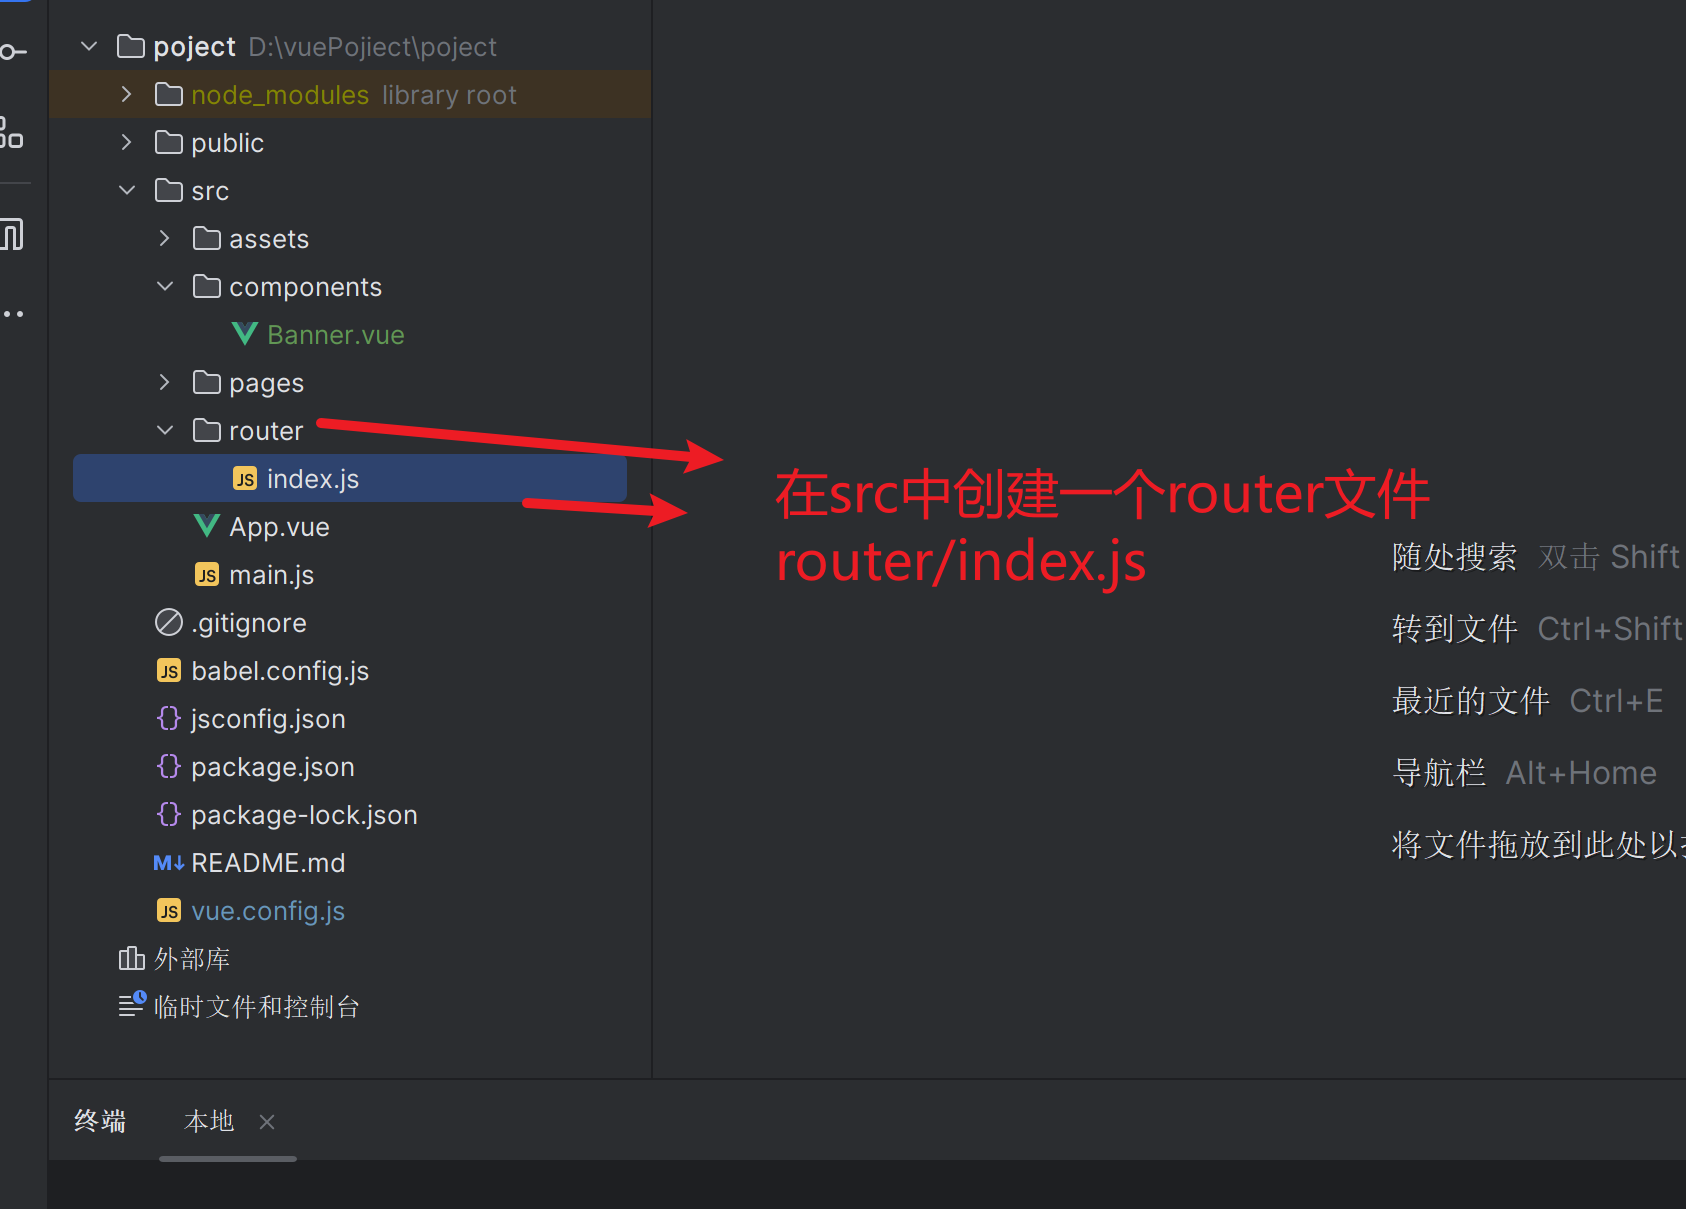 poject D:\vuePojiect\poject
node_modules library root
public
src
assets
components
Banner.vue
pages
router
index.js
App.vue
main.js
.gitignore
babel.config.js
jsconfig.json
package.json
package-lock.json
README.md
vue.config.js
外部库
临时文件和控制台
在src中创建一个router文件
router/index.js
随处搜索 双击 Shift
转到文件 Ctrl+Shift
最近的文件 Ctrl+E
导航栏 Alt+Home
将文件拖放到此处以
终端 本地